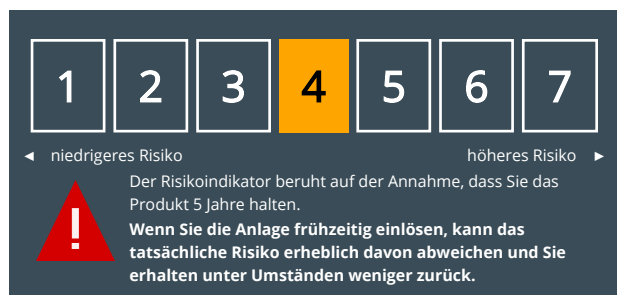 1 2 3 4 5 6 7
◄ niedrigeres Risiko höheres Risiko ►
Der Risikoindikator beruht auf der Annahme, dass Sie das
Produkt 5 Jahre halten.
Wenn Sie die Anlage frühzeitig einlösen, kann das
tatsächliche Risiko erheblich davon abweichen und Sie
erhalten unter Umständen weniger zurück.
!